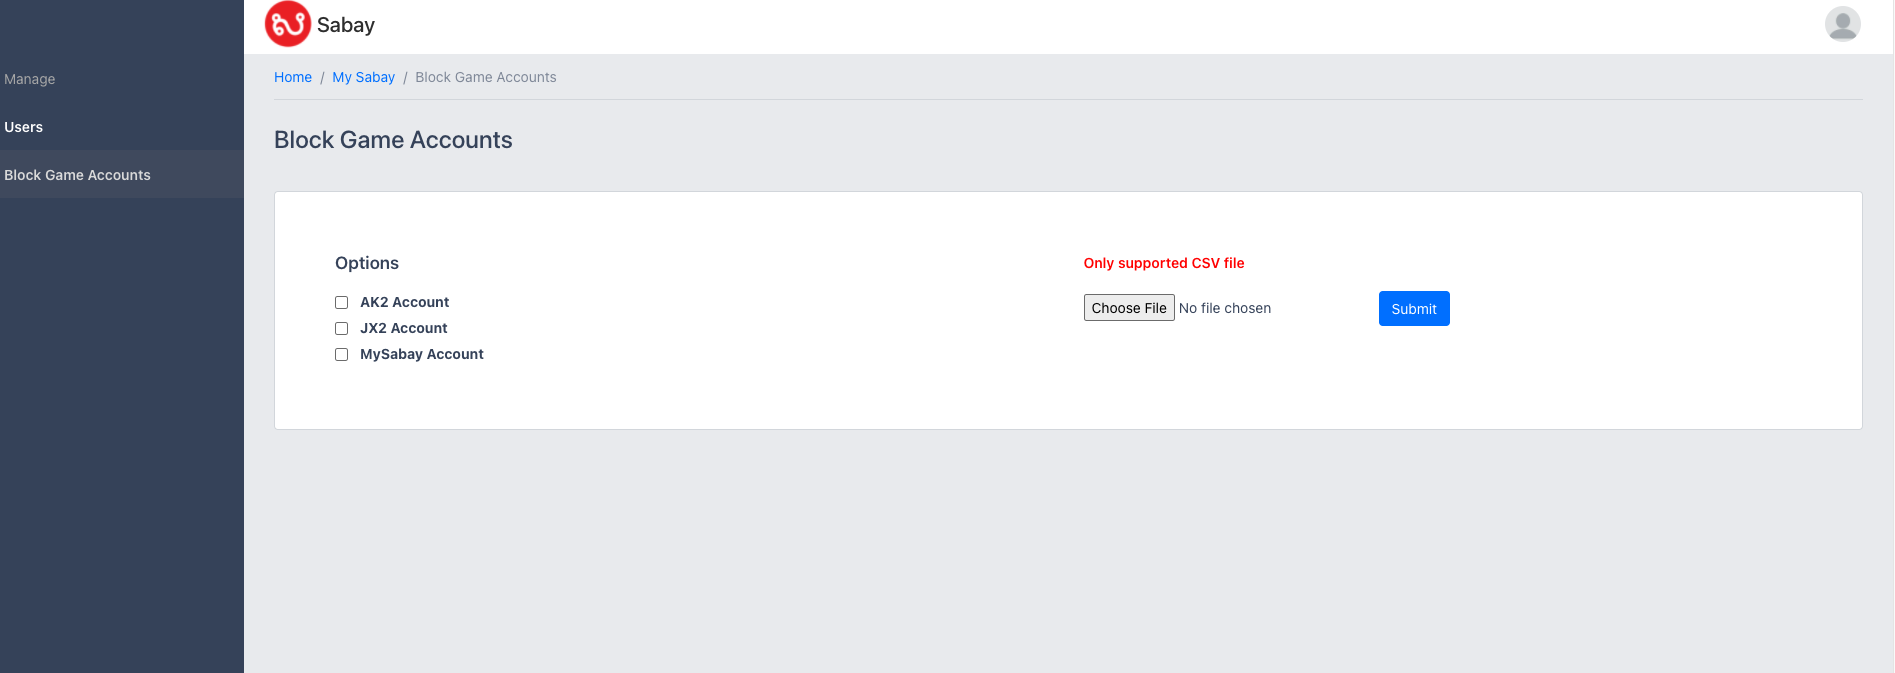 Sabay
Manage
Users
Block Game Accounts
Home / My Sabay / Block Game Accounts
Block Game Accounts
Options
AK2 Account
JX2 Account
MySabay Account
Only supported CSV file
Choose File No file chosen
Submit